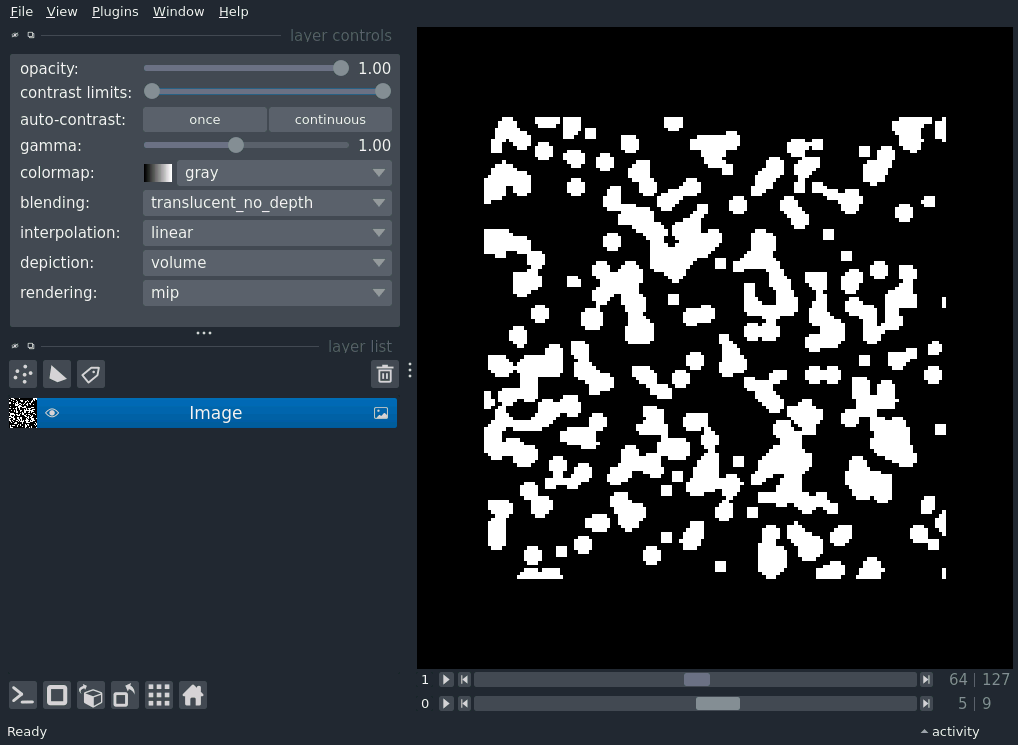 File View Plugins Window Help
layer controls
opacity: 1.00
contrast limits:
auto-contrast: once continuous
gamma: 1.00
colormap: gray
blending: translucent_no_depth
interpolation: linear
depiction: volume
rendering: mip
layer list
Image
1 64 | 127
0 5 | 9
Ready activity